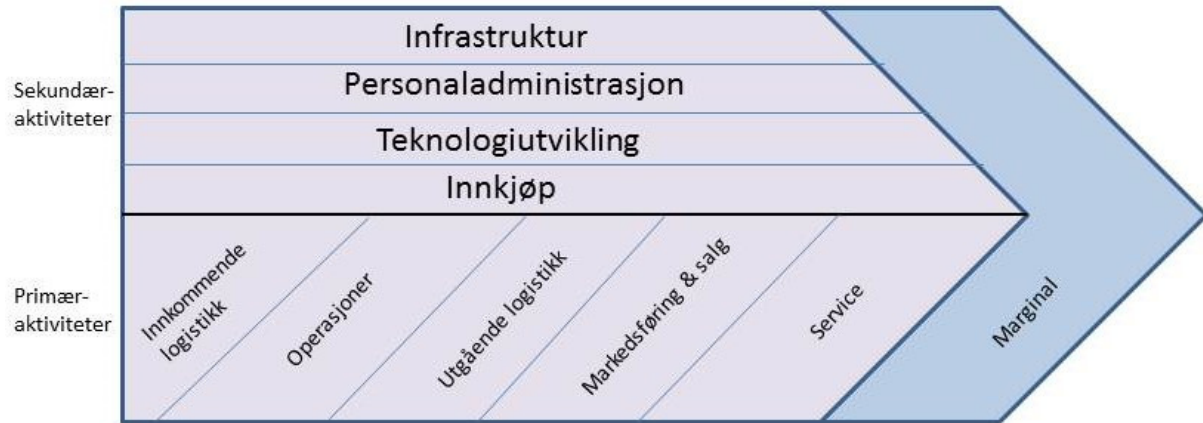 Infrastruktur
Sekundær-
aktiviteter
Personaladministrasjon
Teknologiutvikling
Innkjøp
Primær-
aktiviteter
Innkommende
logistikk
Operasjoner
Utgående logistikk
Markedsføring & salg
Service
Marginal